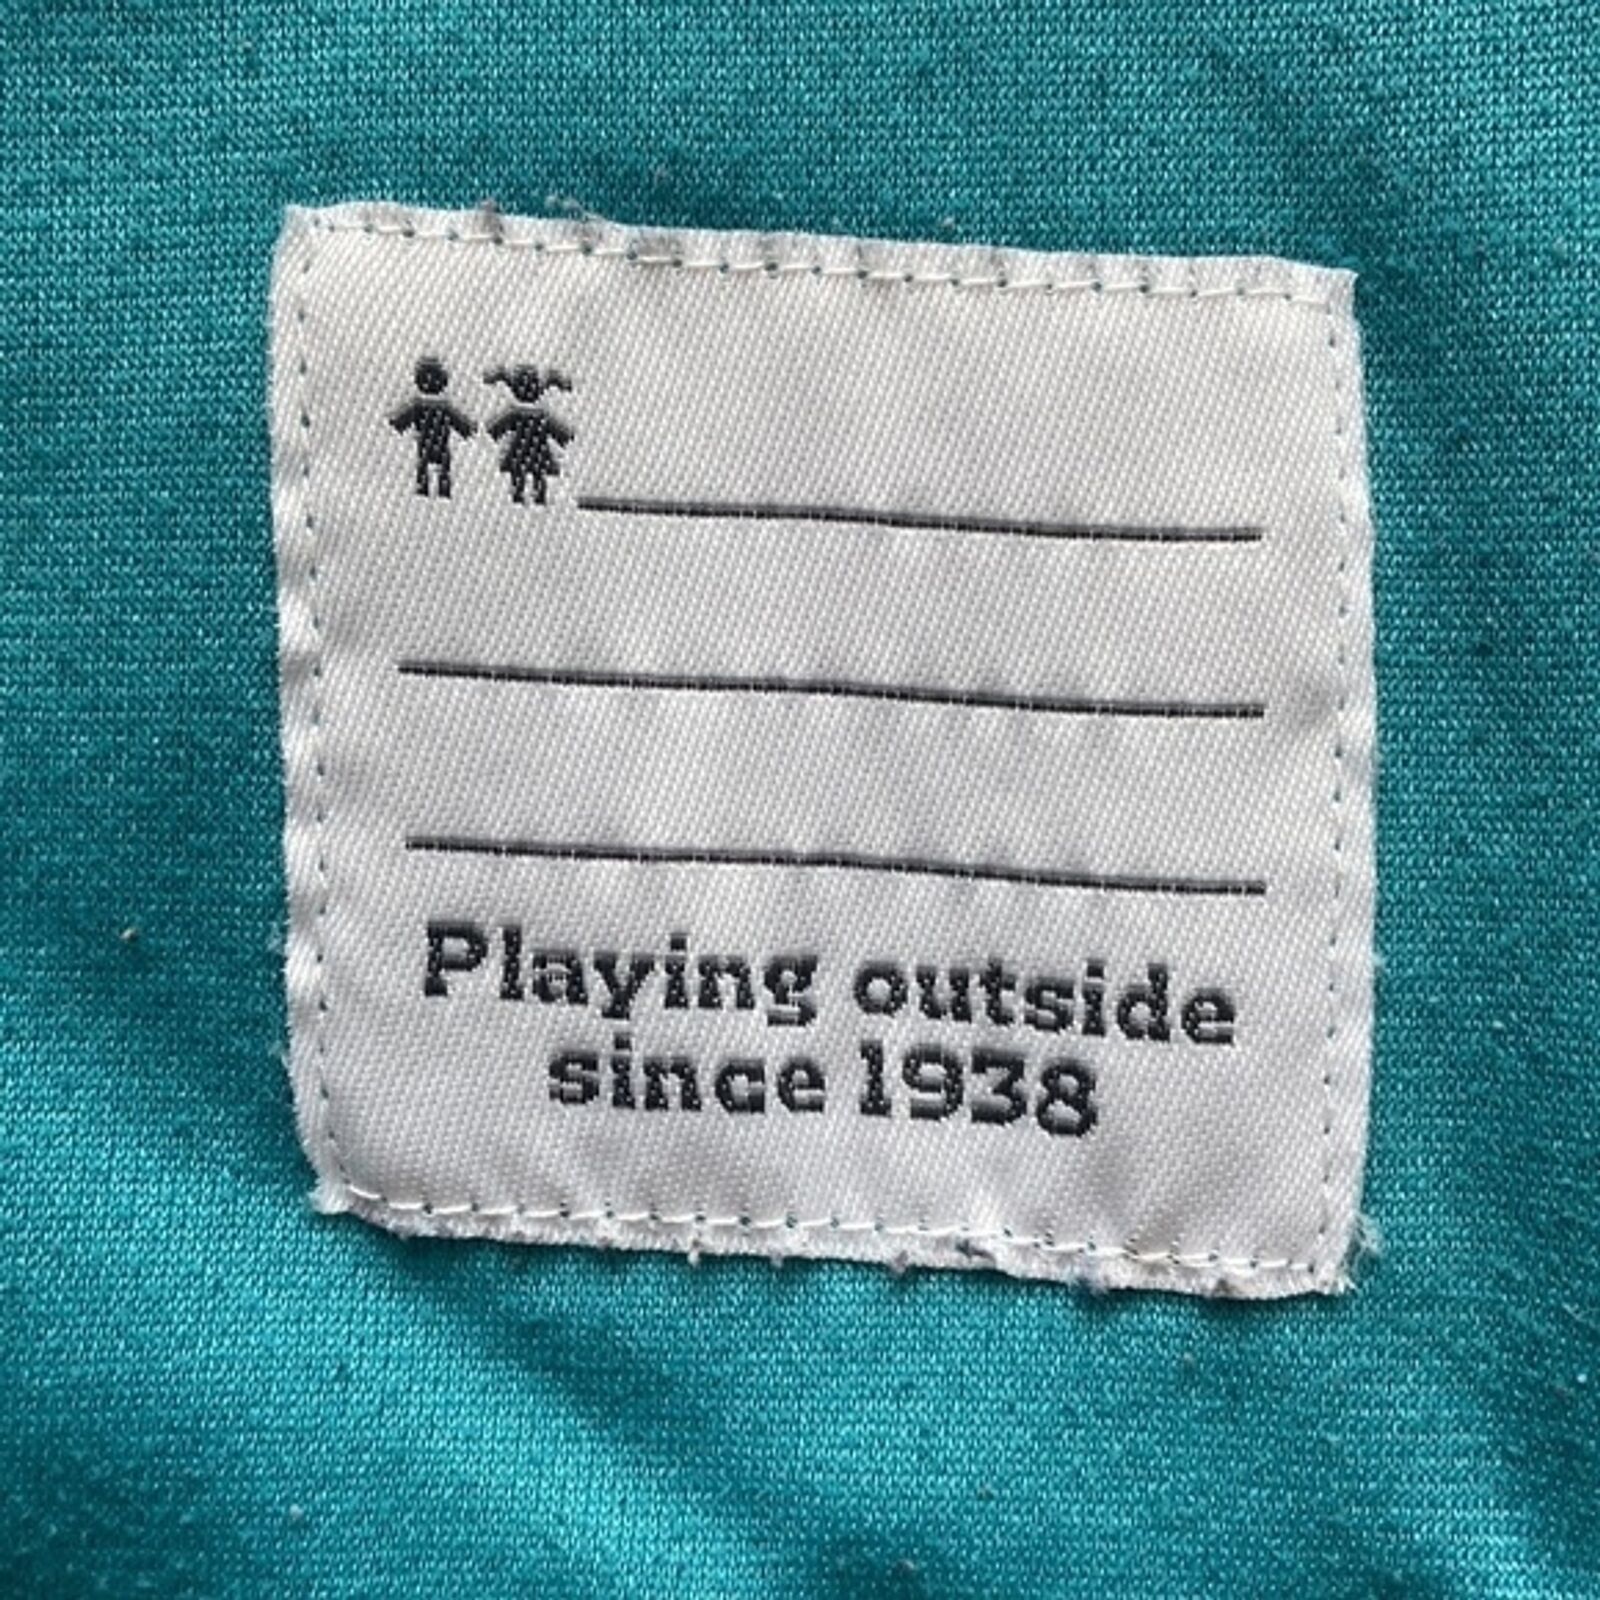 Playing outside
since 1938